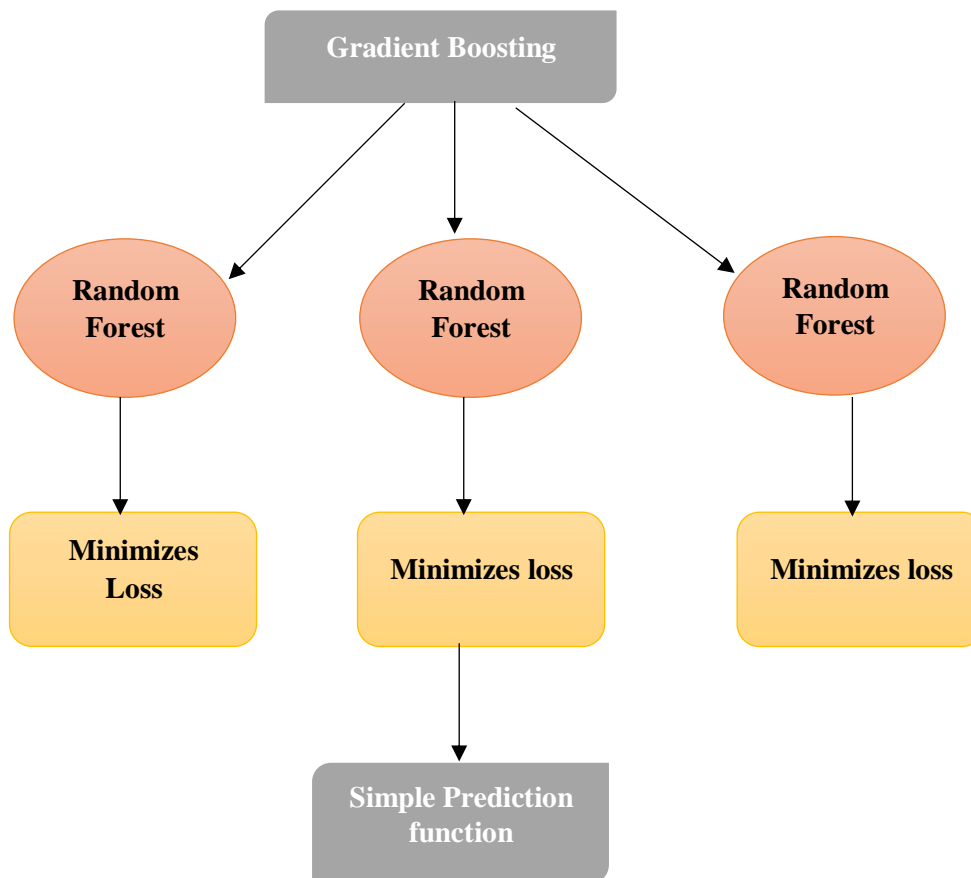 Gradient Boosting
Random
Forest
Random
Forest
Random
Forest
Minimizes
Loss
Minimizes loss
Minimizes loss
Simple Prediction
function